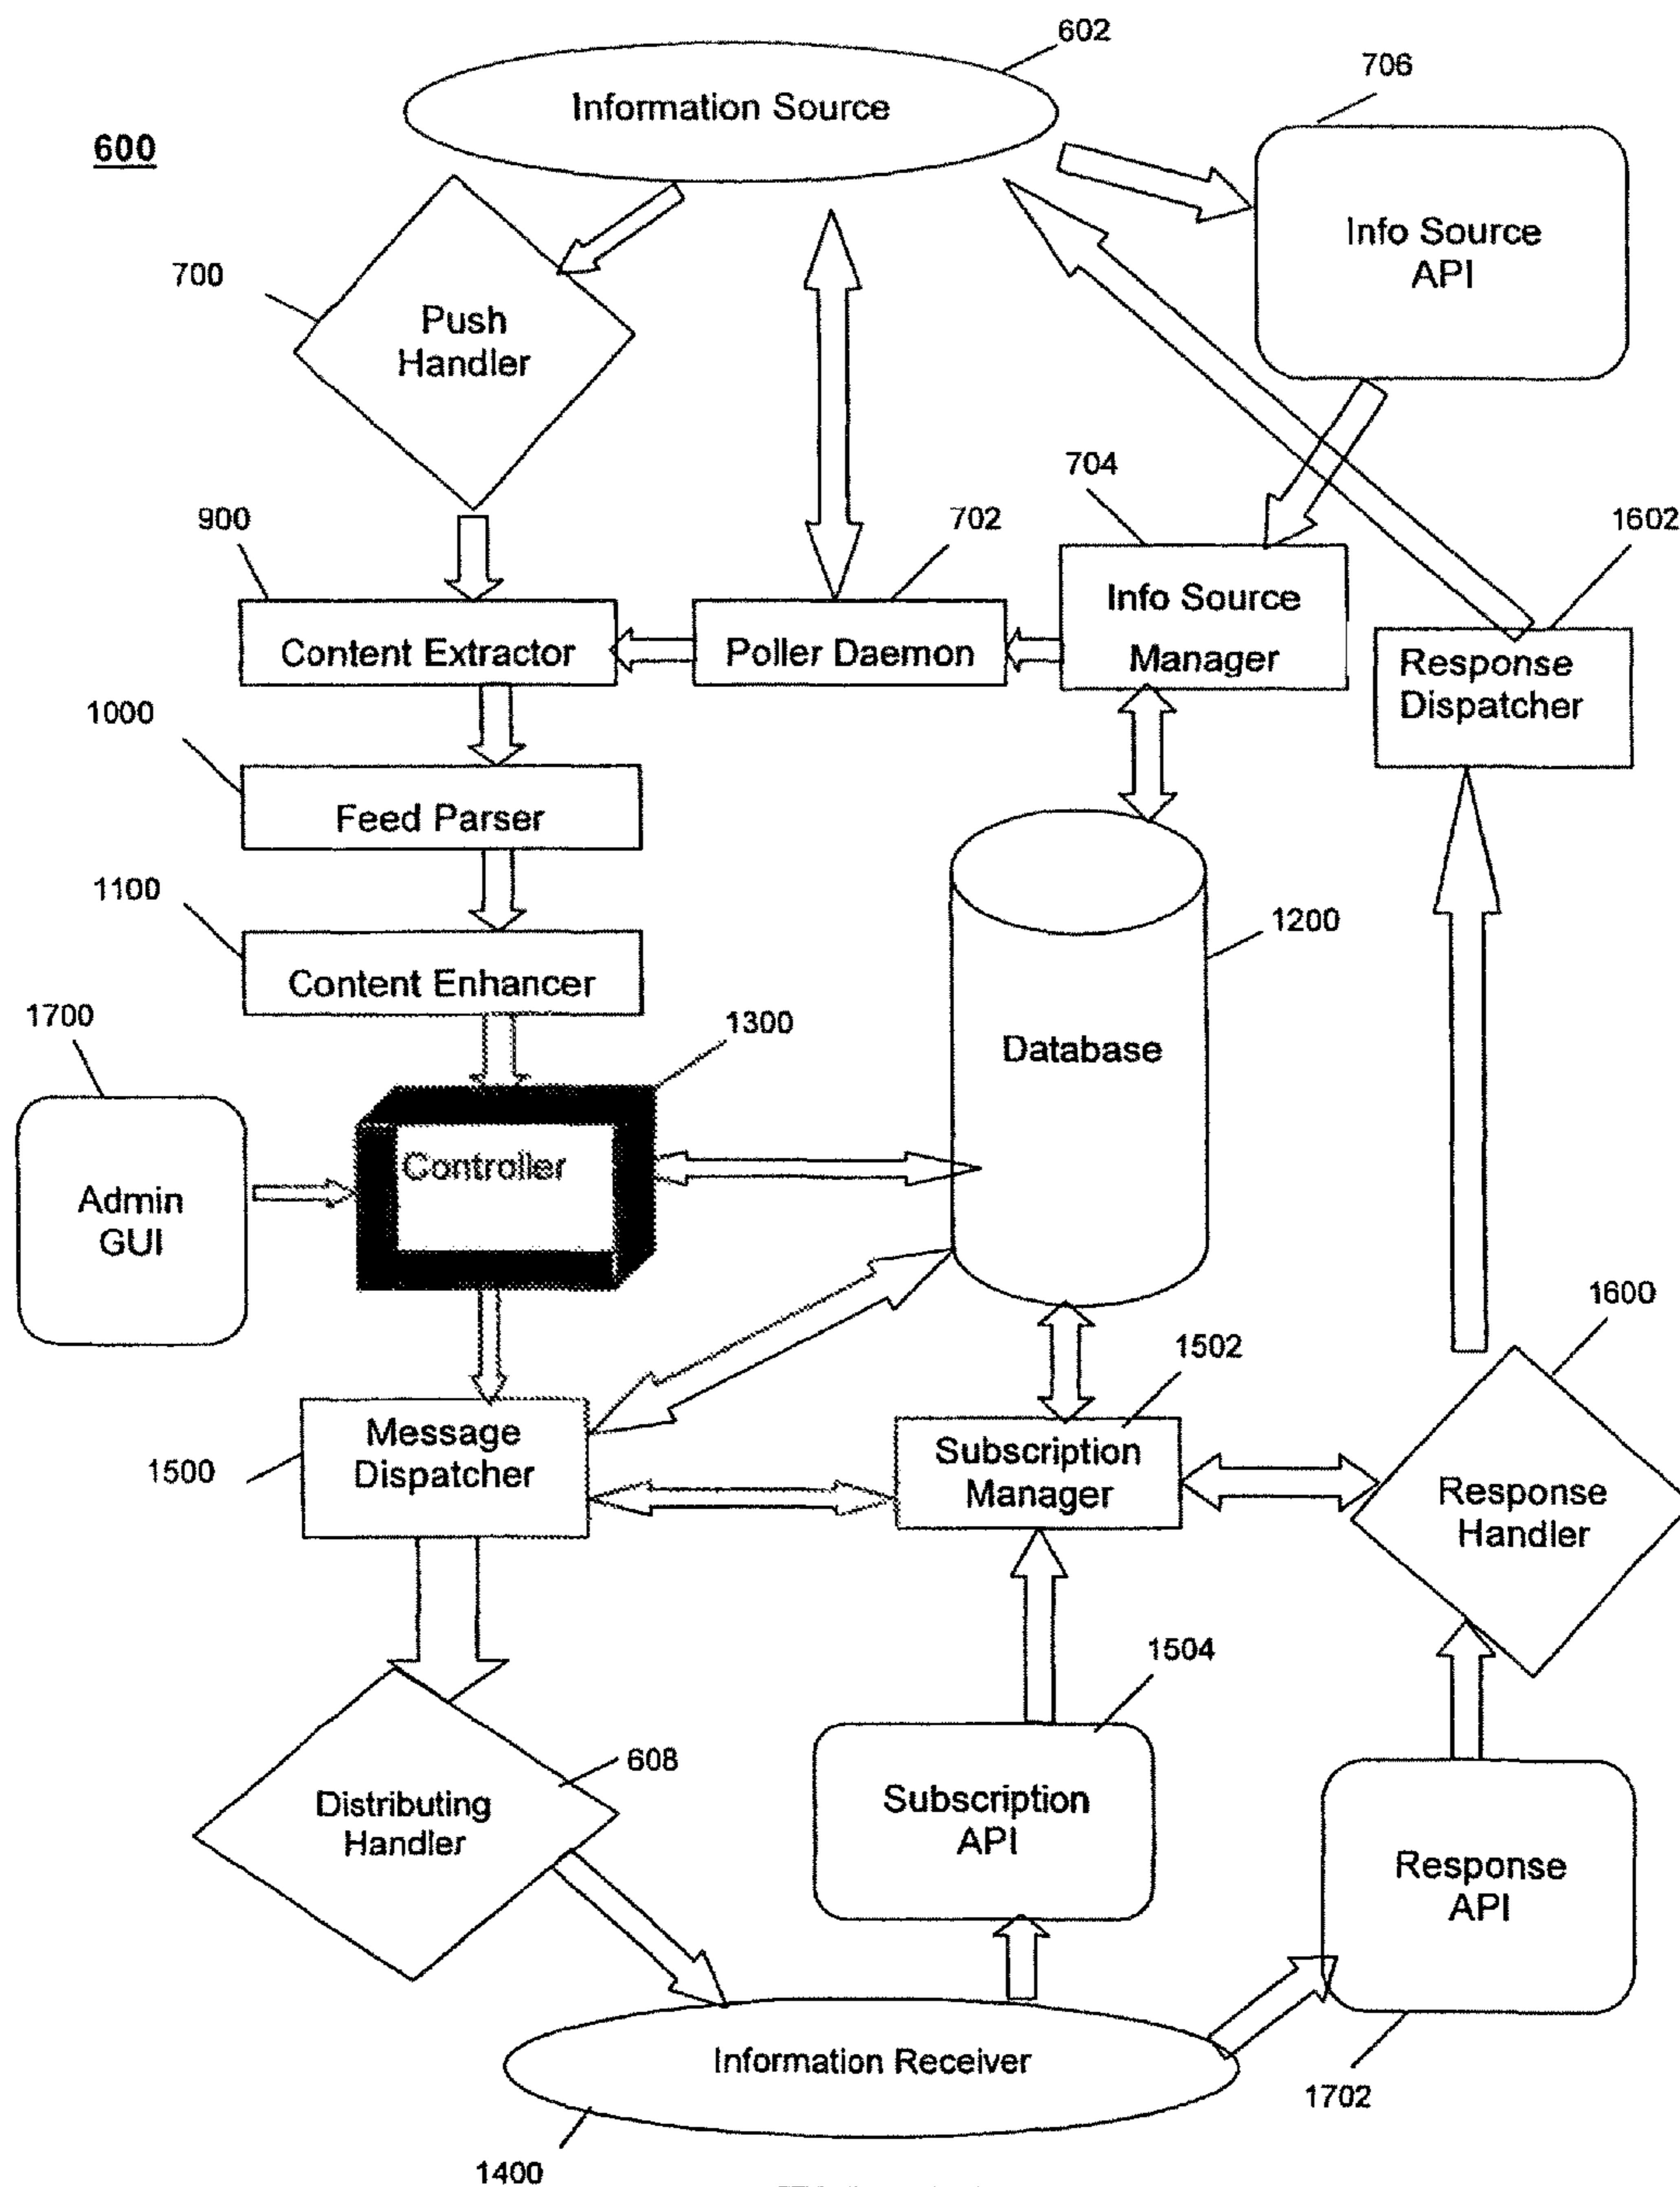 602
Information Source
706
600
Info Source
API
700
Push
Handler
704
900
702
1602
Info Source
Manager
Content Extractor
Poller Daemon
Response
Dispatcher
1000
Feed Parser
1100
1200
Content Enhancer
1700
1300
Database
Controller
Admin
GUI
1600
1502
Message
Dispatcher
1500
Subscription
Manager
Response
Handler
1504
608
Distributing
Handler
Subscription
API
Response
API
Information Receiver
1702
1400